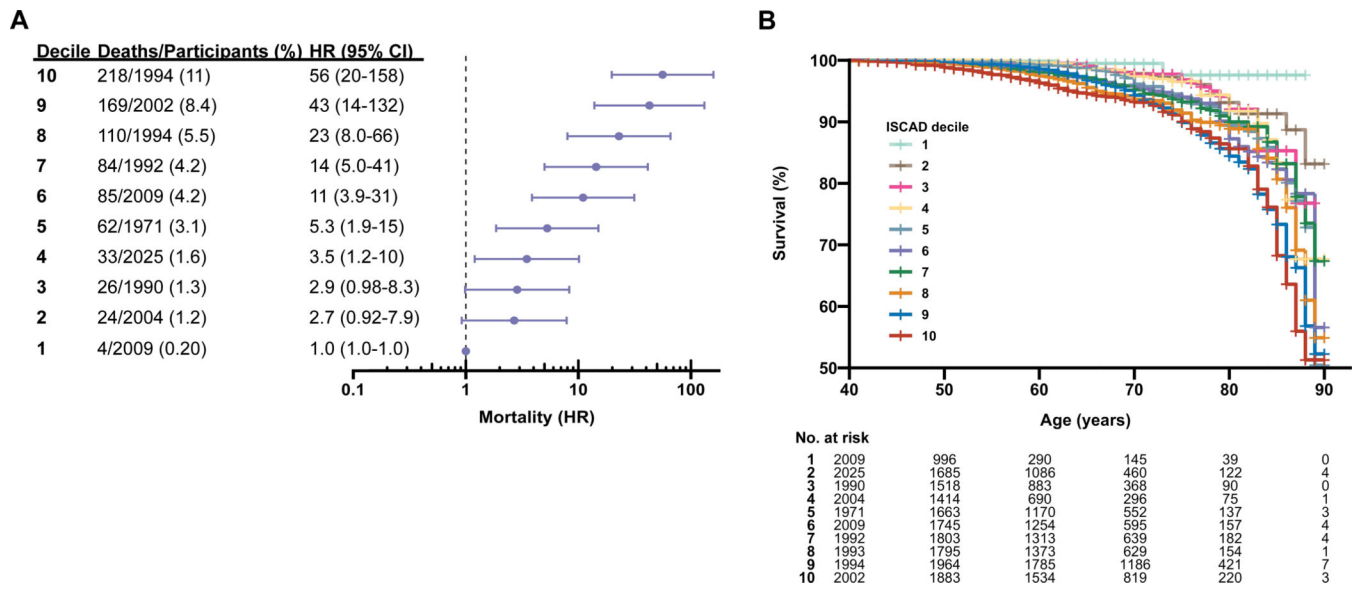 A
Decile Deaths/Participants (%) HR (95% CI)
10 218/1994 (11) 56 (20-158)
9 169/2002 (8.4) 43 (14-132)
8 110/1994 (5.5) 23 (8.0-66)
7 84/1992 (4.2) 14 (5.0-41)
6 85/2009 (4.2) 11 (3.9-31)
5 62/1971 (3.1) 5.3 (1.9-15)
4 33/2025 (1.6) 3.5 (1.2-10)
3 26/1990 (1.3) 2.9 (0.98-8.3)
2 24/2004 (1.2) 2.7 (0.92-7.9)
1 4/2009 (0.20) 1.0 (1.0-1.0)
0.1 1 10 100
Mortality (HR)
B
100
90
80
70
60
50
Survival (%)
ISCAD decile
1
2
3
4
5
6
7
8
9
10
40 50 60 70 80 90
Age (years)
No. at risk
1 2009 996 290 145 39 0
2 2025 1685 1086 460 122 4
3 1990 1518 883 368 90 0
4 2004 1414 690 296 75 1
5 1971 1663 1170 552 137 3
6 2009 1745 1254 595 157 4
7 1992 1803 1313 639 182 4
8 1993 1795 1373 629 154 1
9 1994 1964 1785 1186 421 7
10 2002 1883 1534 819 220 3